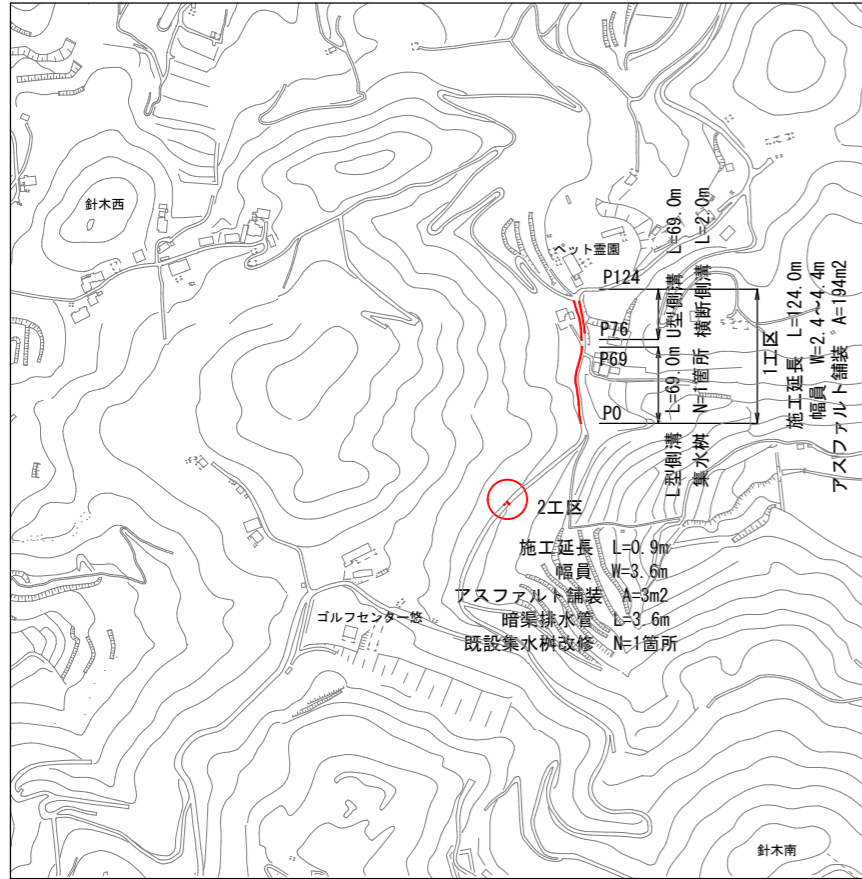 針木西
ペット霊園
P124
P76
P69
P0
L型側溝 L=69.0m U型側溝 L=69.0m
集水桝 N=1箇所 横断側溝 L=2.0m
1工区
施工延長 L=124.0m
幅員 W=2.4~4.4m
アスファルト舗装 A=194m2
2工区
施工延長 L=0.9m
幅員 W=3.6m
アスファルト舗装 A=3m2
暗渠排水管 L=3.6m
既設集水桝改修 N=1箇所
ゴルフセンター悠
針木南